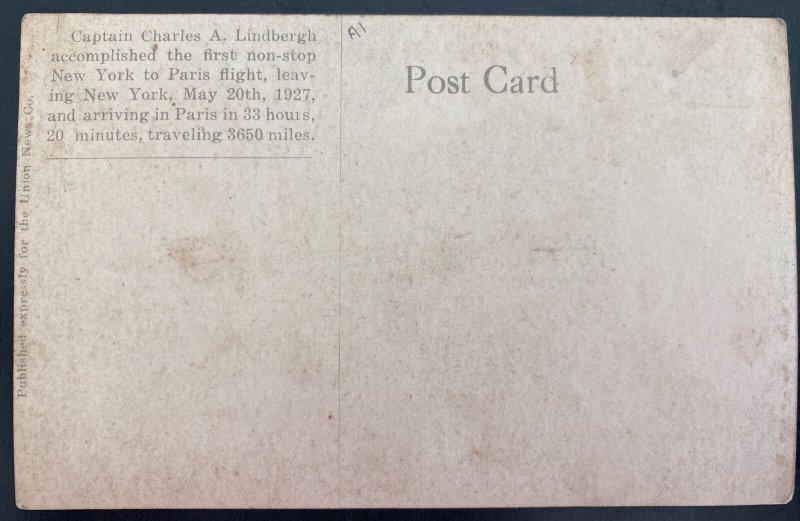 Captain Charles A. Lindbergh
accomplished the first non-stop
New York to Paris flight, leav-
ing New York, May 20th, 1927,
and arriving in Paris in 33 hours,
20 minutes, traveling 3650 miles.
A1
Post Card
Published expressly for the Union News Co.